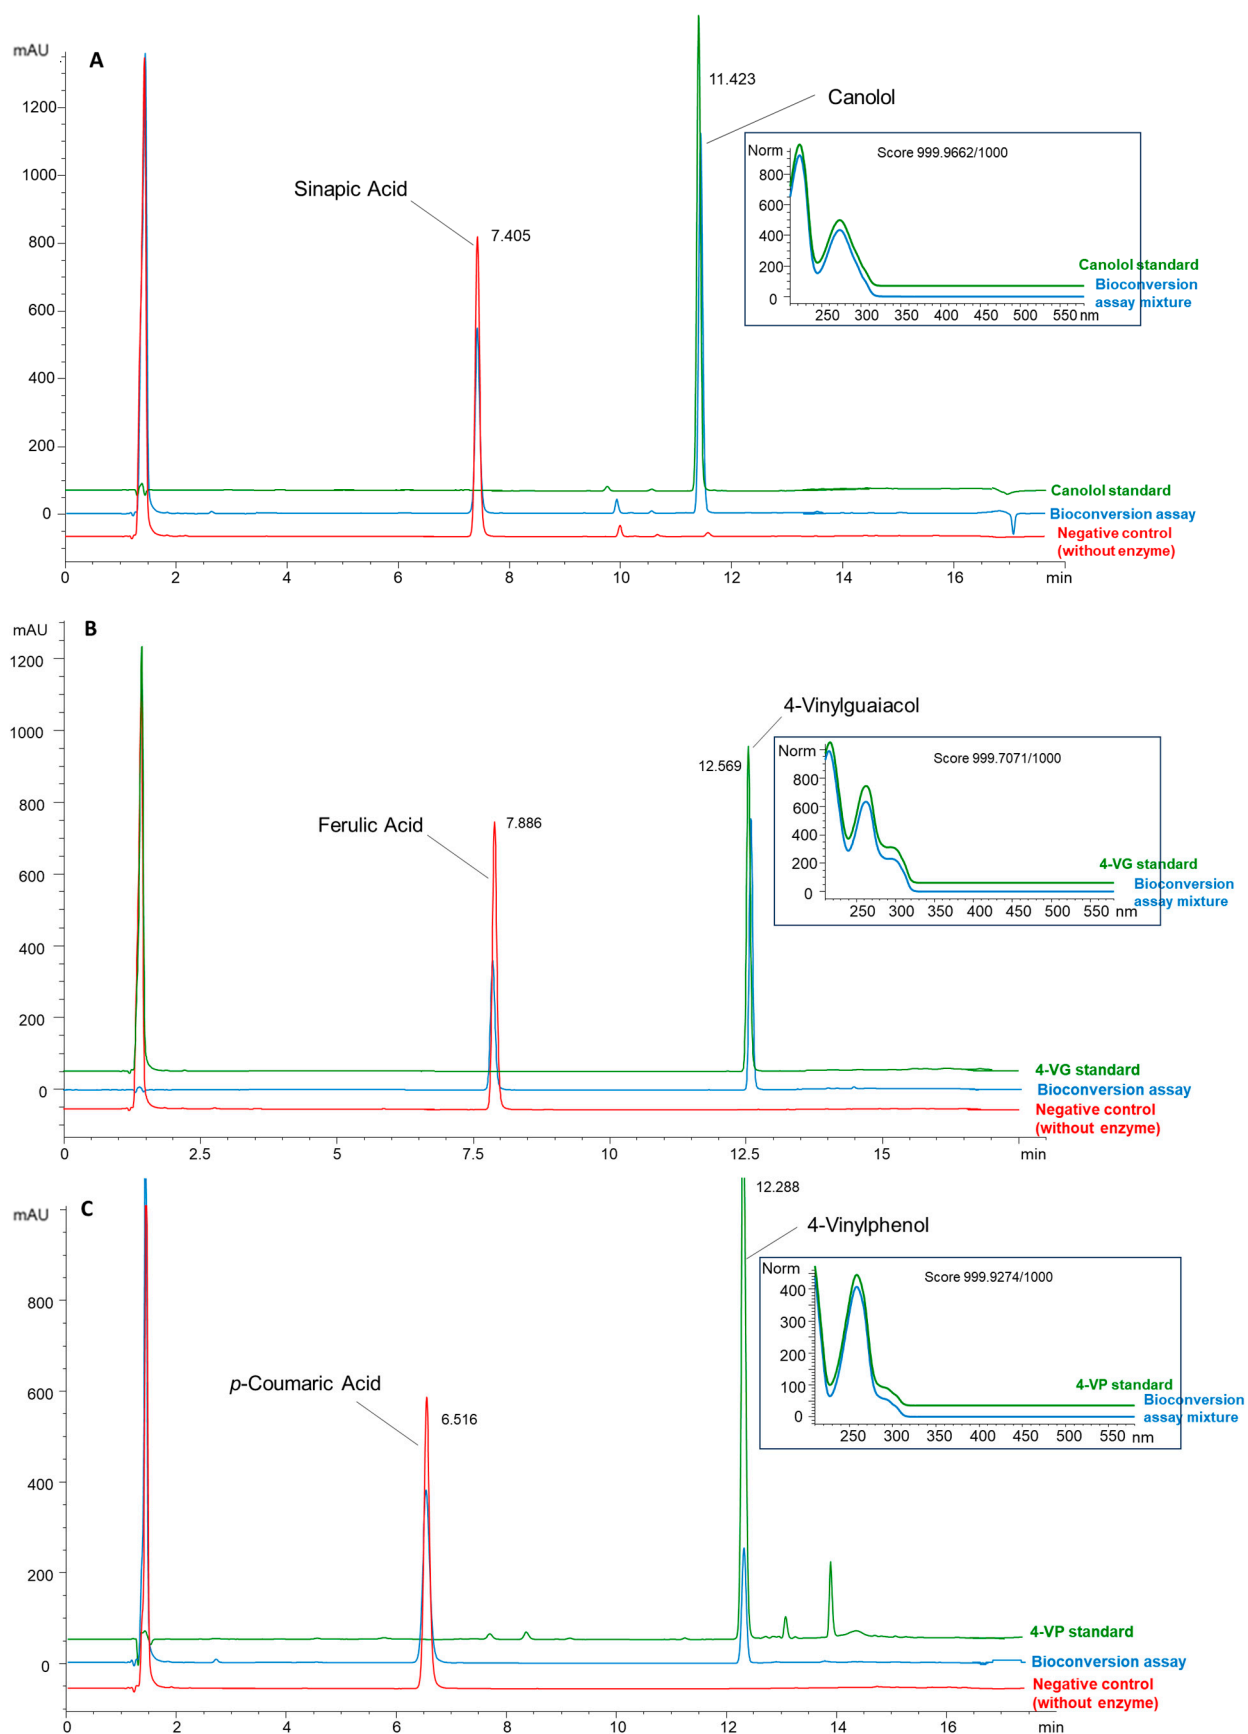 mAU
A
1200
1000
800
600
400
200
0
11.423
Canolol
Sinapic Acid
7.405
Norm
Score 999.9662/1000
800
600
400
200
0
250 300 350 400 450 500 550 nm
Canolol standard
Bioconversion
assay mixture
Canolol standard
Bioconversion assay
Negative control
(without enzyme)
0 2 4 6 8 10 12 14 16 min
mAU
B
1200
1000
800
600
400
200
0
4-Vinylguaiacol
12.569
Ferulic Acid
7.886
Norm
Score 999.7071/1000
800
600
400
200
0
250 300 350 400 450 500 550 nm
4-VG standard
Bioconversion
assay mixture
4-VG standard
Bioconversion assay
Negative control
(without enzyme)
0 2.5 5 7.5 10 12.5 15 min
mAU
C
800
600
400
200
0
12.288
4-Vinylphenol
p-Coumaric Acid
6.516
Norm
Score 999.9274/1000
400
300
200
100
0
250 300 350 400 450 500 550 nm
4-VP standard
Bioconversion
assay mixture
4-VP standard
Bioconversion assay
Negative control
(without enzyme)
0 2 4 6 8 10 12 14 16 min